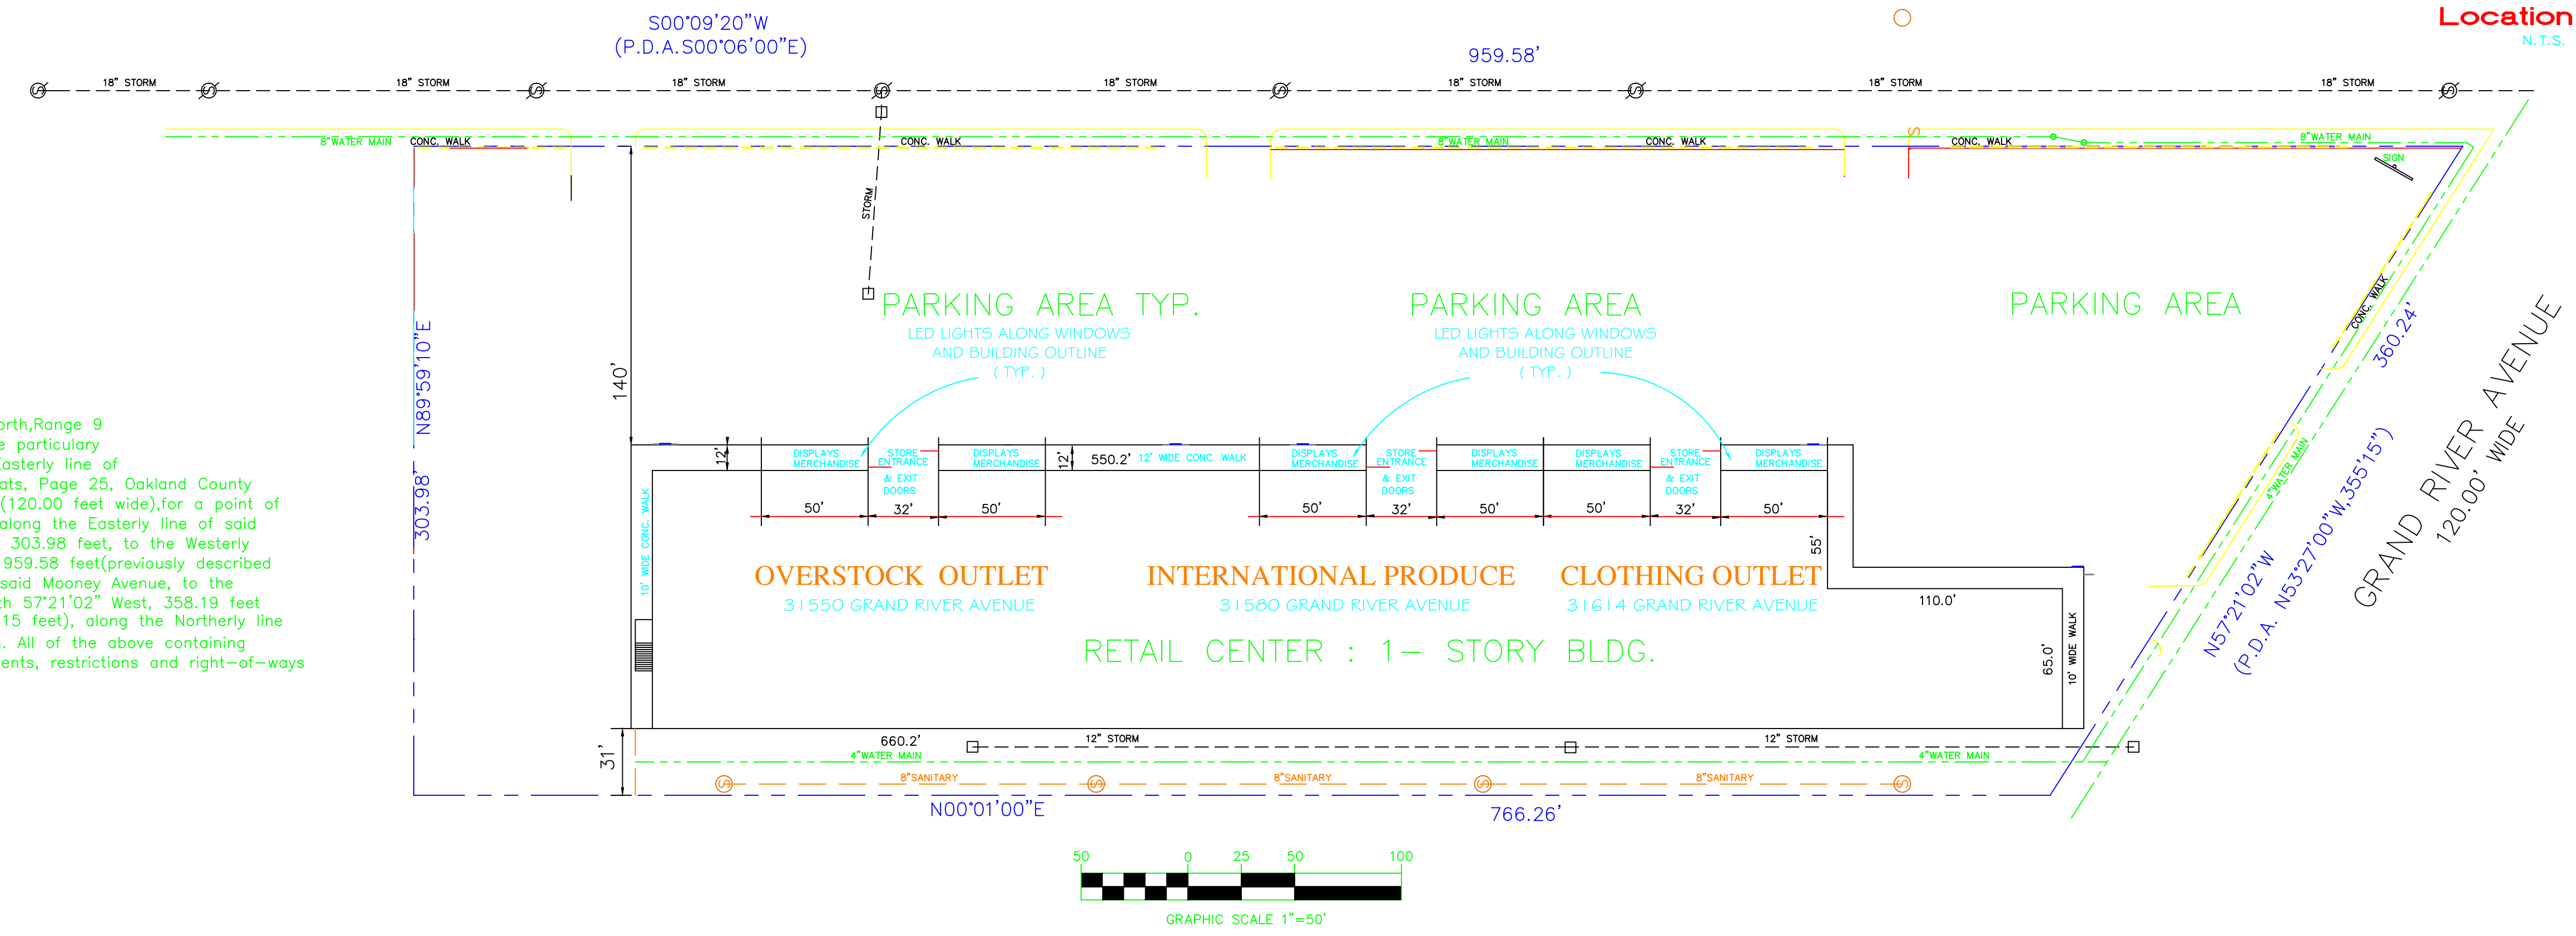 Location
N.T.S.
S00°09'20"W
(P.D.A.S00°06'00"E)
959.58'
18" STORM
18" STORM
18" STORM
18" STORM
18" STORM
18" STORM
18" STORM
8"WATER MAIN
CONC. WALK
CONC. WALK
8"WATER MAIN
CONC. WALK
S
CONC. WALK
8"WATER MAIN
SIGN
STORM
PARKING AREA TYP.
LED LIGHTS ALONG WINDOWS
AND BUILDING OUTLINE
( TYP. )
PARKING AREA
LED LIGHTS ALONG WINDOWS
AND BUILDING OUTLINE
( TYP. )
PARKING AREA
CONC. WALK
360.24'
GRAND RIVER AVENUE
120.00' WIDE
N57°21'02"W
(P.D.A. N53°27'00"W,355'15")
4"WATER MAIN
N89°59'10"E
303.98'
140'
orth,Range 9
e particulary
Easterly line of
ats, Page 25, Oakland County
(120.00 feet wide),for a point of
along the Easterly line of said
303.98 feet, to the Westerly
959.58 feet(previously described
said Mooney Avenue, to the
th 57°21'02" West, 358.19 feet
15 feet), along the Northerly line
. All of the above containing
ents, restrictions and right-of-ways
12'
DISPLAYS
MERCHANDISE
STORE
ENTRANCE
& EXIT
DOORS
DISPLAYS
MERCHANDISE
12'
550.2'
12' WIDE CONC. WALK
DISPLAYS
MERCHANDISE
STORE
ENTRANCE
& EXIT
DOORS
DISPLAYS
MERCHANDISE
DISPLAYS
MERCHANDISE
STORE
ENTRANCE
& EXIT
DOORS
DISPLAYS
MERCHANDISE
50'
32'
50'
50'
32'
50'
50'
32'
50'
55'
10' WIDE CONC. WALK
OVERSTOCK OUTLET
31550 GRAND RIVER AVENUE
INTERNATIONAL PRODUCE
31580 GRAND RIVER AVENUE
CLOTHING OUTLET
31614 GRAND RIVER AVENUE
110.0'
RETAIL CENTER : 1- STORY BLDG.
65.0'
10' WIDE WALK
31'
660.2'
12" STORM
12" STORM
4"WATER MAIN
4"WATER MAIN
8"SANITARY
8"SANITARY
8"SANITARY
N00°01'00"E
766.26'
50 0 25 50 100
GRAPHIC SCALE 1"=50'